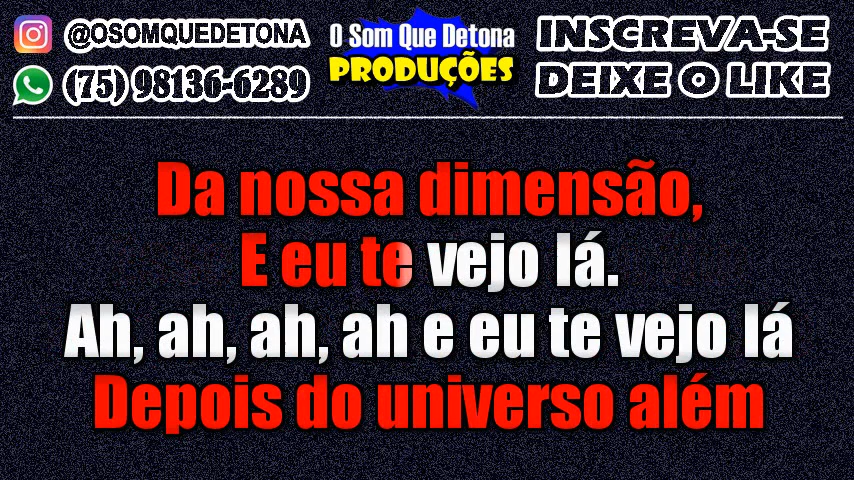 @OSOMQUEDETONA
(75) 98136-6289
O Som Que Detona
PRODUÇÕES
INSCREVA-SE
DEIXE O LIKE
Da nossa dimensão,
E eu te vejo lá.
Ah, ah, ah, ah e eu te vejo lá
Depois do universo além